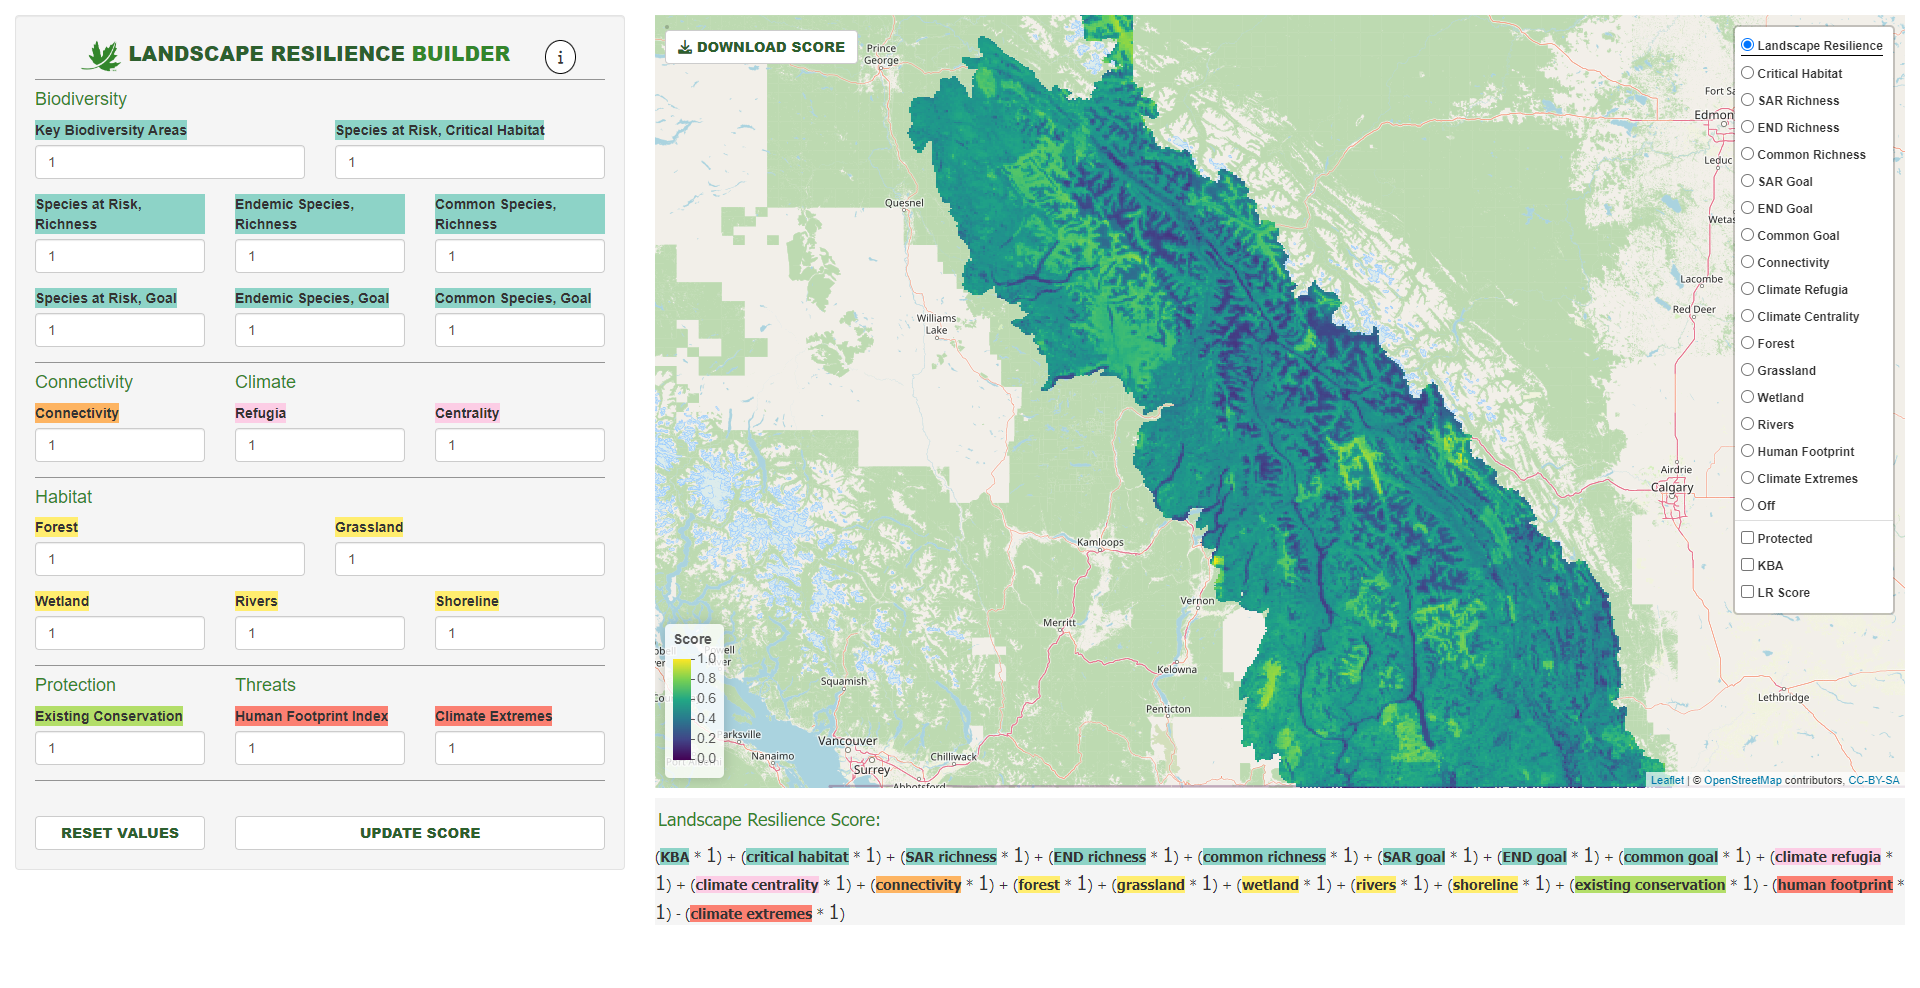 LANDSCAPE RESILIENCE BUILDER
i
Biodiversity
Key Biodiversity Areas
Species at Risk, Critical Habitat
1
1
Species at Risk, Richness
Endemic Species, Richness
Common Species, Richness
1
1
1
Species at Risk, Goal
Endemic Species, Goal
Common Species, Goal
1
1
1
Connectivity
Climate
Connectivity
Refugia
Centrality
1
1
1
Habitat
Forest
Grassland
1
1
Wetland
Rivers
Shoreline
1
1
1
Protection
Threats
Existing Conservation
Human Footprint Index
Climate Extremes
1
1
1
RESET VALUES
UPDATE SCORE
DOWNLOAD SCORE
Prince
George
Quesnel
Williams
Lake
Kamloops
Vernon
Merritt
Kelowna
Squamish
Penticton
Vancouver
Parksville
Nanaimo
Chilliwack
Surrey
Abbotsford
Fort Sa
Edmon
Leduc
Wetas
Lacombe
Red Deer
Airdrie
Calgary
Lethbridge
Score
1.0
0.8
0.6
0.4
0.2
0.0
Landscape Resilience
Critical Habitat
SAR Richness
END Richness
Common Richness
SAR Goal
END Goal
Common Goal
Connectivity
Climate Refugia
Climate Centrality
Forest
Grassland
Wetland
Rivers
Human Footprint
Climate Extremes
Off
Protected
KBA
LR Score
Leaflet | © OpenStreetMap contributors, CC-BY-SA
Landscape Resilience Score:
(KBA * 1) + (critical habitat * 1) + (SAR richness * 1) + (END richness * 1) + (common richness * 1) + (SAR goal * 1) + (END goal * 1) + (common goal * 1) + (climate refugia *
1) + (climate centrality * 1) + (connectivity * 1) + (forest * 1) + (grassland * 1) + (wetland * 1) + (rivers * 1) + (shoreline * 1) + (existing conservation * 1) - (human footprint *
1) - (climate extremes * 1)